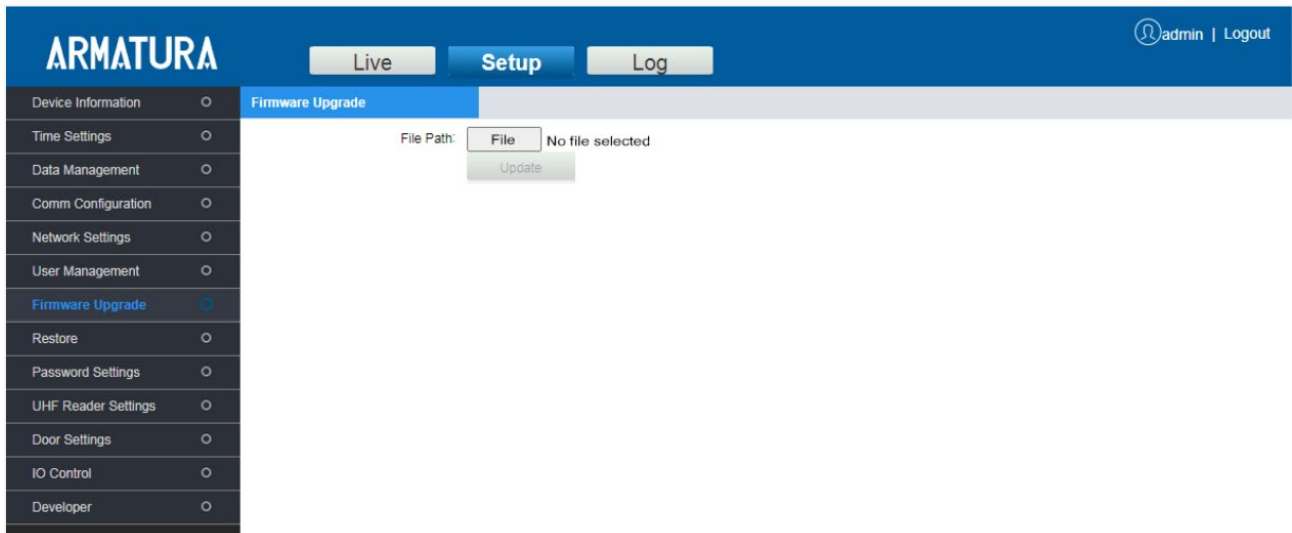 admin | Logout
ARMATURA
Live Setup Log
Device Information
Firmware Upgrade
Time Settings
File Path: File No file selected
Data Management
Update
Comm Configuration
Network Settings
User Management
Firmware Upgrade
Restore
Password Settings
UHF Reader Settings
Door Settings
IO Control
Developer